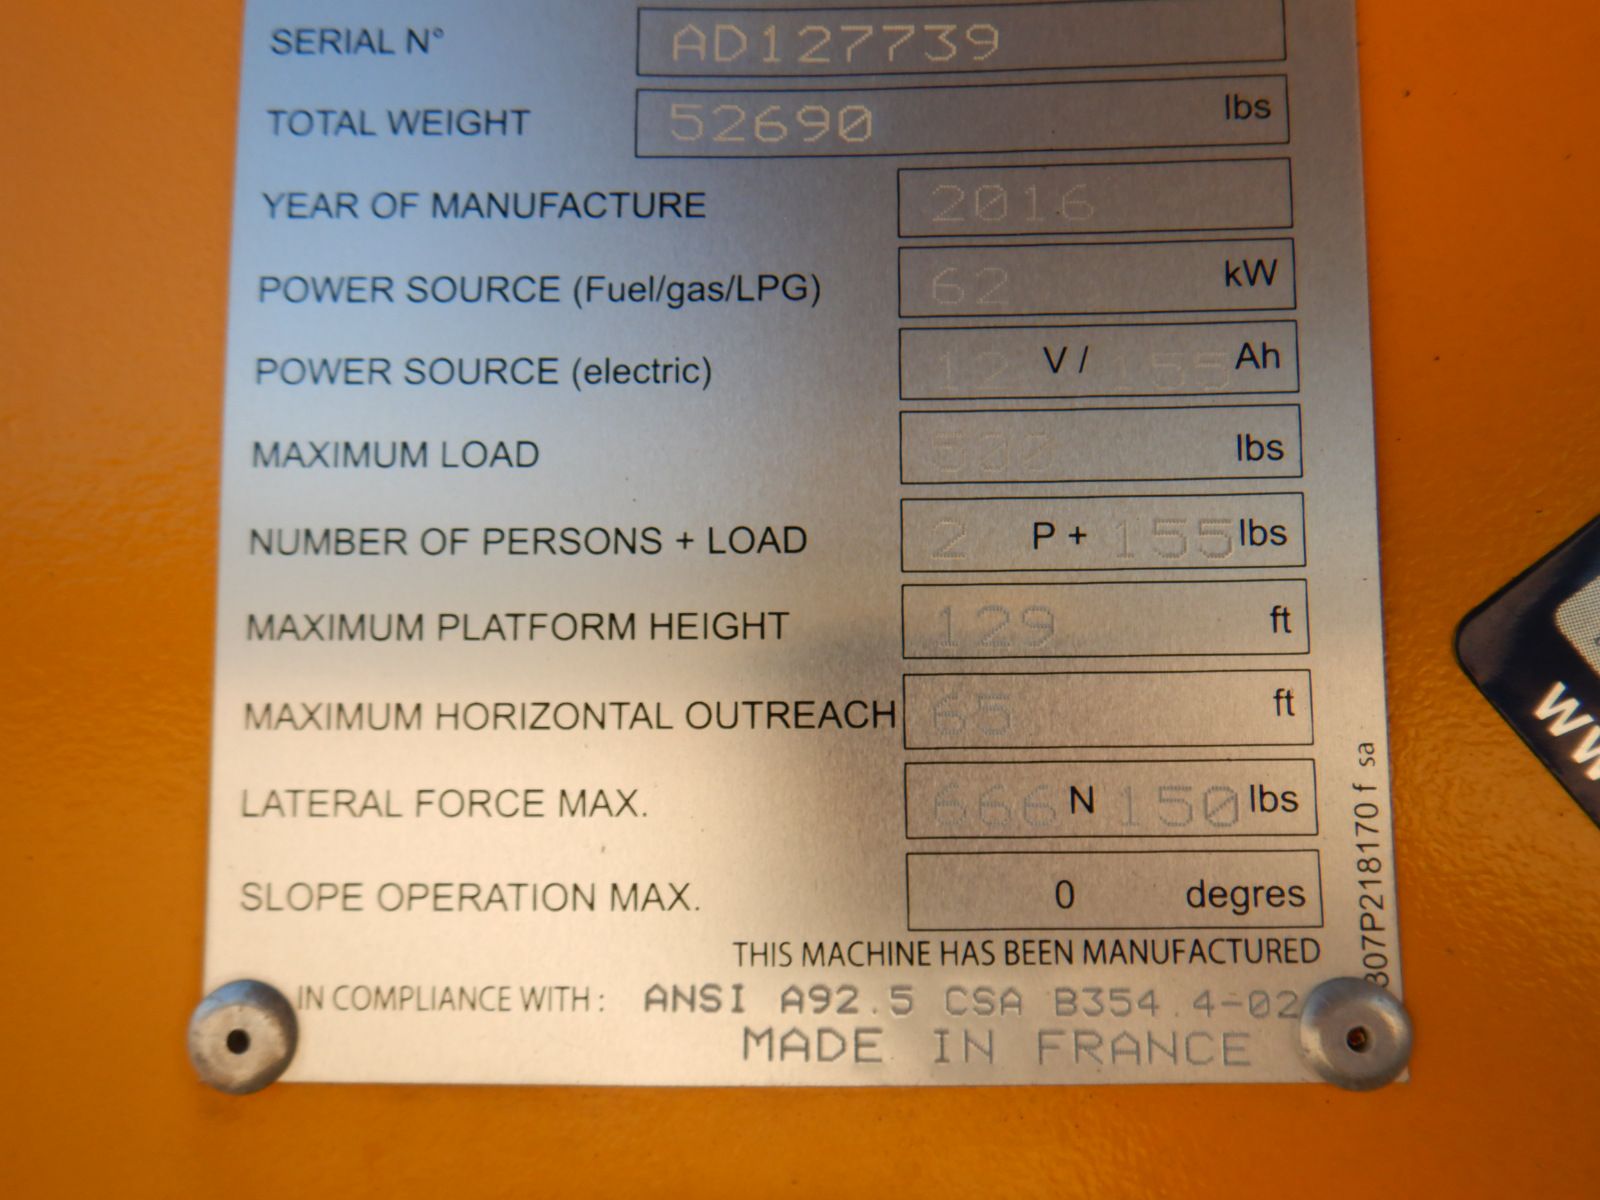 SERIAL N° AD127739
TOTAL WEIGHT 52690 lbs
YEAR OF MANUFACTURE 2016
POWER SOURCE (Fuel/gas/LPG) 62 kW
POWER SOURCE (electric) 12 V / 155 Ah
MAXIMUM LOAD 500 lbs
NUMBER OF PERSONS + LOAD 2 P + 155 lbs
MAXIMUM PLATFORM HEIGHT 129 ft
MAXIMUM HORIZONTAL OUTREACH 65 ft
LATERAL FORCE MAX. 666 N 150 lbs
SLOPE OPERATION MAX. 0 degres
THIS MACHINE HAS BEEN MANUFACTURED
IN COMPLIANCE WITH : ANSI A92.5 CSA B354.4-02
MADE IN FRANCE
307P218170 f sa